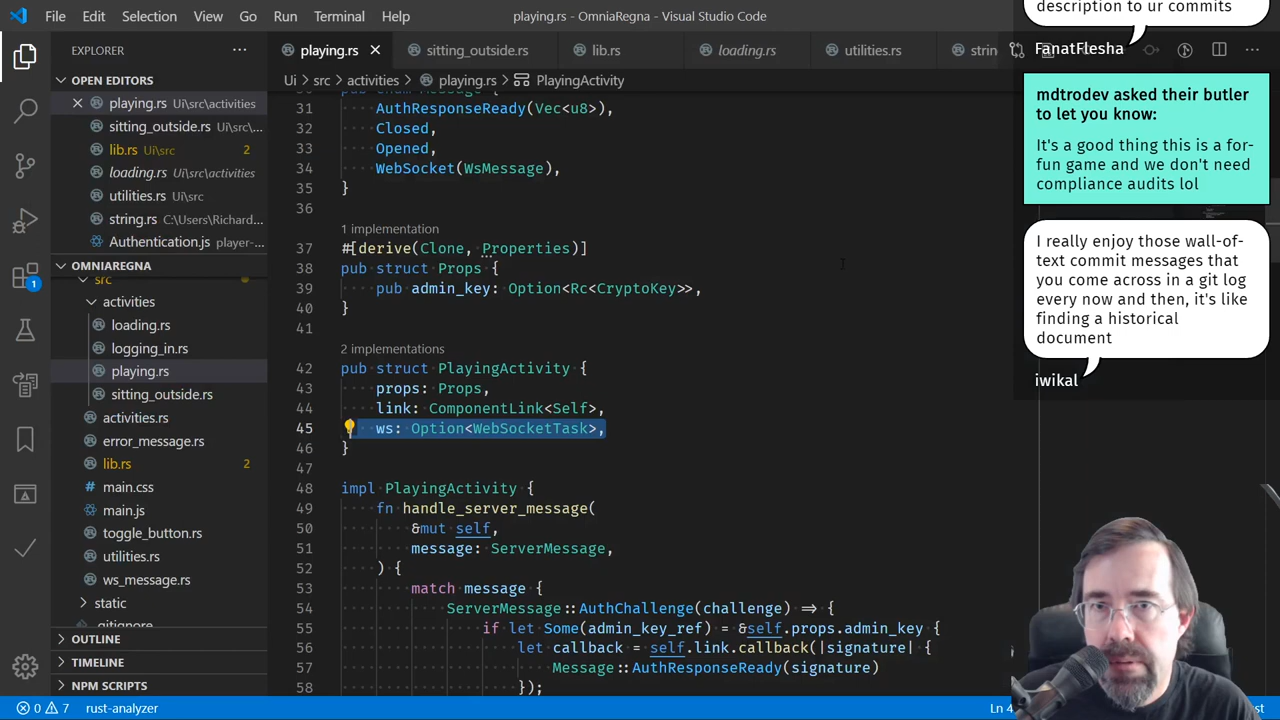 File Edit Selection View Go Run Terminal Help
playing.rs - OmniaRegna - Visual Studio Code
EXPLORER
OPEN EDITORS
playing.rs Ui\src\activities
sitting_outside.rs Ui\src\...
lib.rs Ui\src 2
loading.rs Ui\src\activities
utilities.rs Ui\src
string.rs C:\Users\Richard...
Authentication.js player-...
OMNIAREGNA
src
activities
loading.rs
logging_in.rs
playing.rs
sitting_outside.rs
activities.rs
error_message.rs
lib.rs 2
main.css
main.js
toggle_button.rs
utilities.rs
ws_message.rs
static
.gitignore
OUTLINE
TIMELINE
NPM SCRIPTS
1
playing.rs sitting_outside.rs lib.rs loading.rs utilities.rs
Ui > src > activities > playing.rs > PlayingActivity
30 pub enum Message {
31 AuthResponseReady(Vec<u8>),
32 Closed,
33 Opened,
34 WebSocket(WsMessage),
35 }
36
1 implementation
37 #[derive(Clone, Properties)]
38 pub struct Props {
39 pub admin_key: Option<Rc<CryptoKey>>,
40 }
41
2 implementations
42 pub struct PlayingActivity {
43 props: Props,
44 link: ComponentLink<Self>,
45 ws: Option<WebSocketTask>,
46 }
47
48 impl PlayingActivity {
49 fn handle_server_message(
50 &mut self,
51 message: ServerMessage,
52 ) {
53 match message {
54 ServerMessage::AuthChallenge(challenge) => {
55 if let Some(admin_key_ref) = &self.props.admin_key {
56 let callback = self.link.callback(|signature| {
57 Message::AuthResponseReady(signature)
58 });
description to ur commits
FanatFlesha
mdtrodev asked their butler
to let you know:
It's a good thing this is a for-
fun game and we don't need
compliance audits lol
I really enjoy those wall-of-
text commit messages that
you come across in a git log
every now and then, it's like
finding a historical
document
iwikal
0 7 rust-analyzer